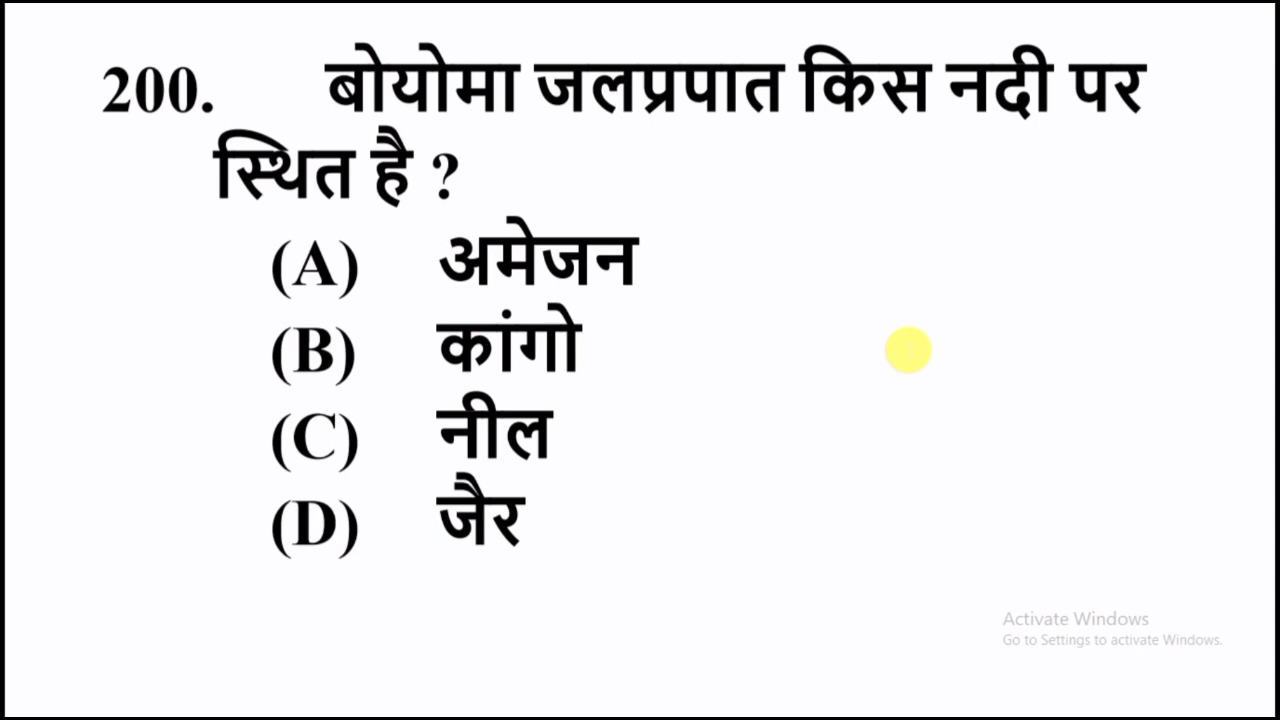 200. बोयोमा जलप्रपात किस नदी पर
स्थित है ?
(A) अमेजन
(B) कांगो
(C) नील
(D) जैर
Activate Windows
Go to Settings to activate Windows.